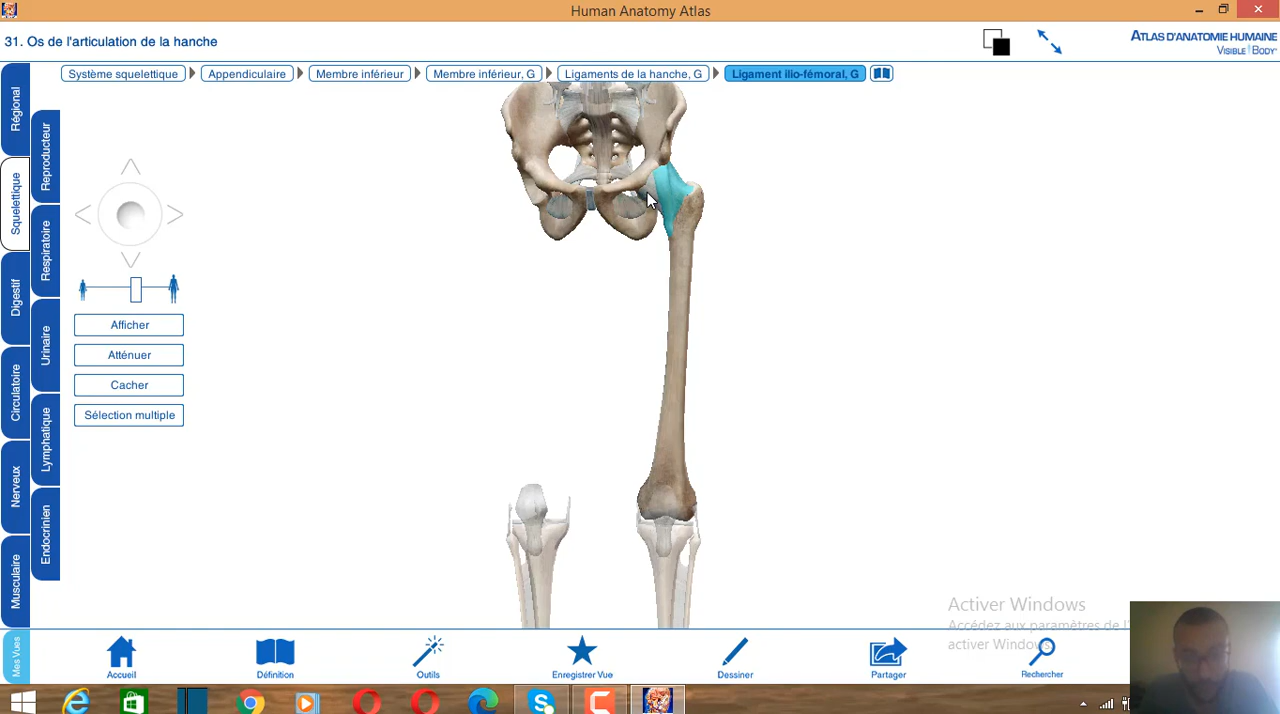 Human Anatomy Atlas
31. Os de l'articulation de la hanche
ATLAS D'ANATOMIE HUMAINE
VISIBLE BODY
Système squelettique
Appendiculaire
Membre inférieur
Membre inférieur, G
Ligaments de la hanche, G
Ligament ilio-fémoral, G
Régional
Squelettique
Digestif
Circulatoire
Nerveux
Musculaire
Mes Vues
Reproducteur
Respiratoire
Urinaire
Lymphatique
Endocrinien
Afficher
Atténuer
Cacher
Sélection multiple
Activer Windows
Accédez aux paramètres de l'
activer Windows
Accueil
Définition
Outils
Enregistrer Vue
Dessiner
Partager
Rechercher